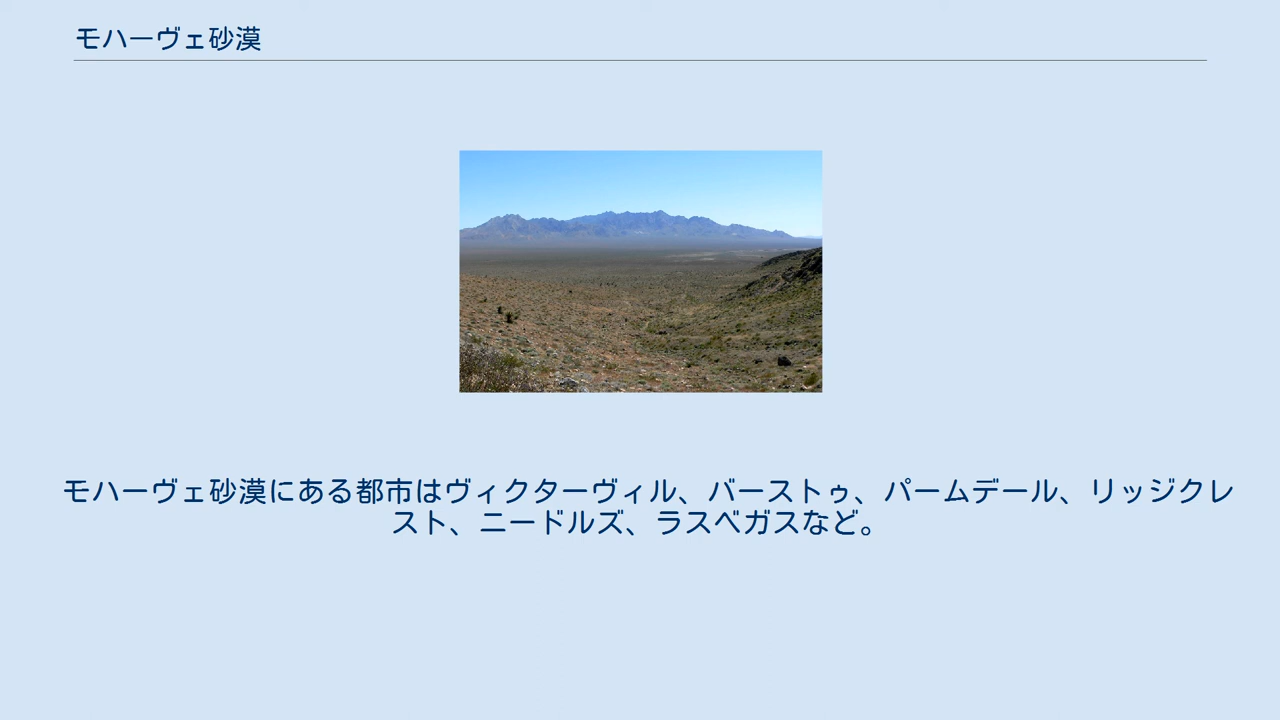 モハーヴェ砂漠
モハーヴェ砂漠にある都市はヴィクターヴィル、バーストゥ、パームデール、リッジクレ
スト、ニードルズ、ラスベガスなど。